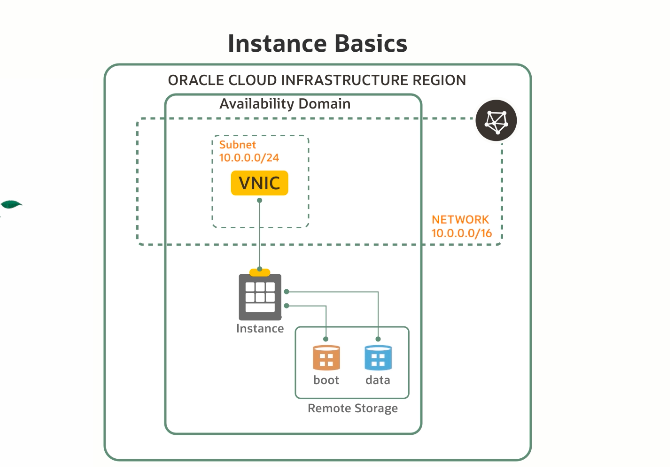 Instance Basics
ORACLE CLOUD INFRASTRUCTURE REGION
Availability Domain
Subnet
10.0.0.0/24
VNIC
NETWORK
10.0.0.0/16
Instance
boot
data
Remote Storage